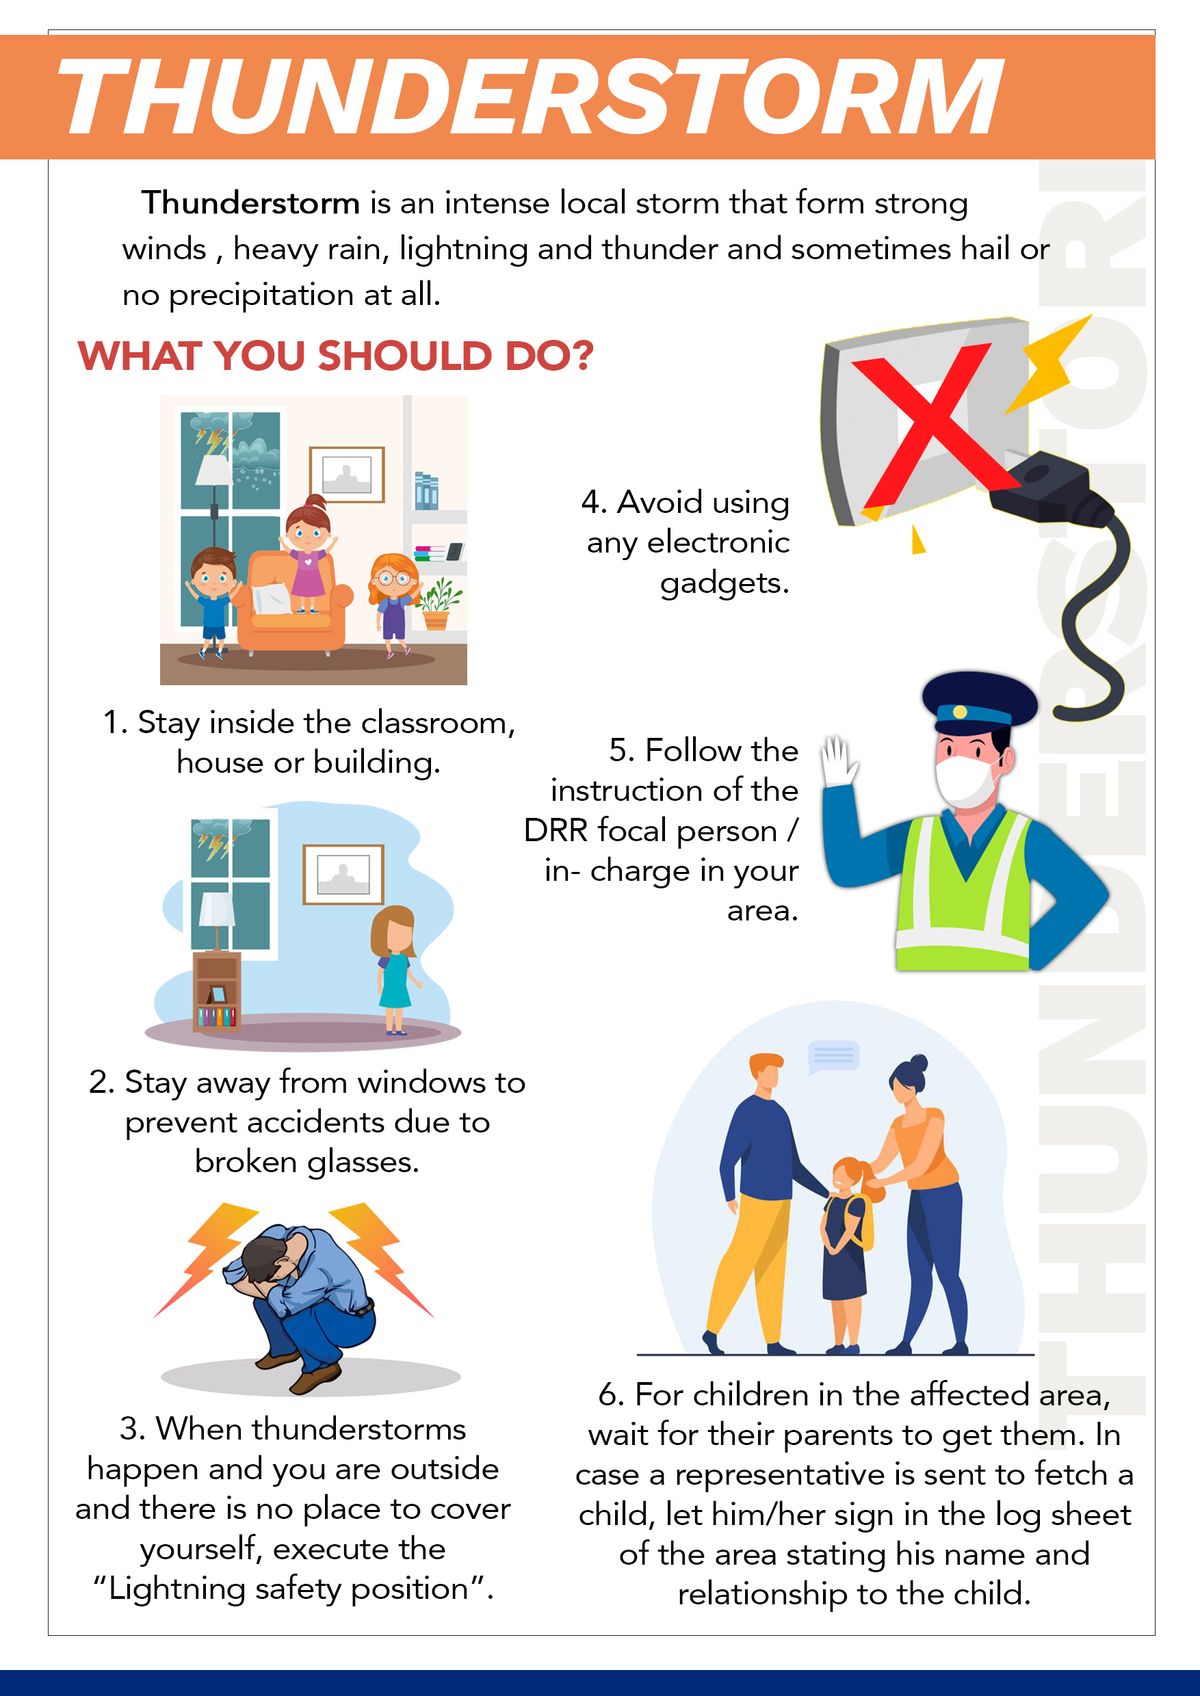 THUNDERSTORM
Thunderstorm is an intense local storm that form strong
winds , heavy rain, lightning and thunder and sometimes hail or
no precipitation at all.
WHAT YOU SHOULD DO?
1. Stay inside the classroom,
house or building.
2. Stay away from windows to
prevent accidents due to
broken glasses.
3. When thunderstorms
happen and you are outside
and there is no place to cover
yourself, execute the
“Lightning safety position”.
4. Avoid using
any electronic
gadgets.
5. Follow the
instruction of the
DRR focal person /
in- charge in your
area.
6. For children in the affected area,
wait for their parents to get them. In
case a representative is sent to fetch a
child, let him/her sign in the log sheet
of the area stating his name and
relationship to the child.
THUNDERSTORM